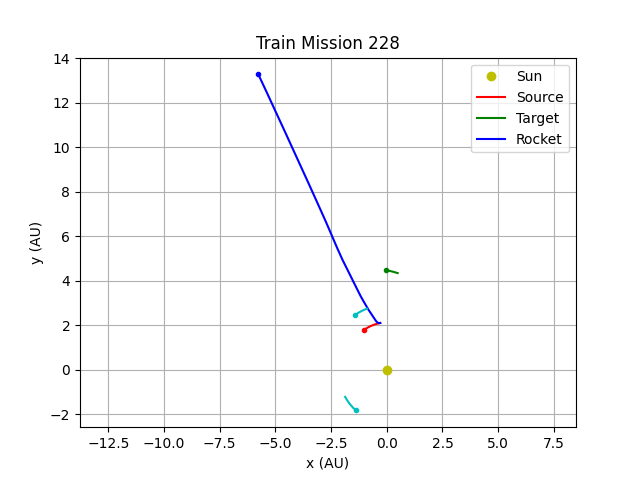 Train Mission 228
Sun
Source
Target
Rocket
14
12
10
8
6
4
2
0
−2
y (AU)
−12.5 −10.0 −7.5 −5.0 −2.5 0.0 2.5 5.0 7.5
x (AU)